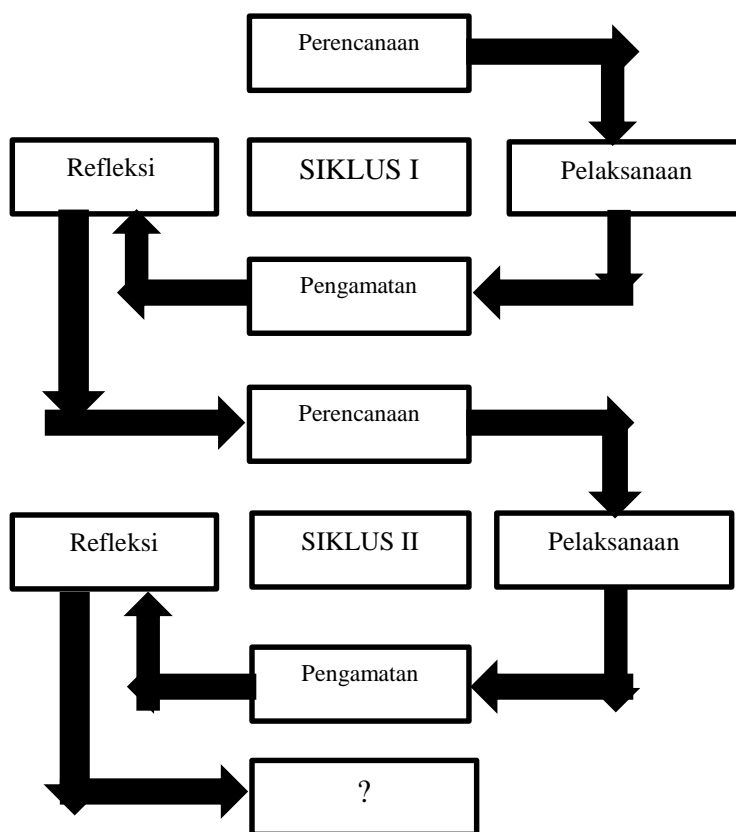 Perencanaan
Refleksi
SIKLUS I
Pelaksanaan
Pengamatan
Perencanaan
Refleksi
SIKLUS II
Pelaksanaan
Pengamatan
?